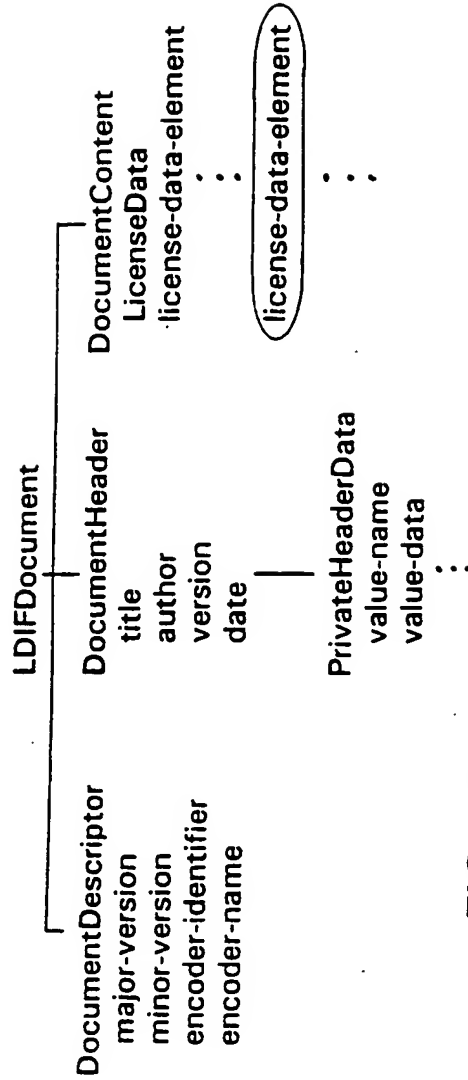 LDIFDocument
DocumentDescriptor
major-version
minor-version
encoder-identifier
encoder-name
DocumentHeader
title
author
version
date
PrivateHeaderData
value-name
value-data
DocumentContent
LicenseData
license-data-element
license-data-element